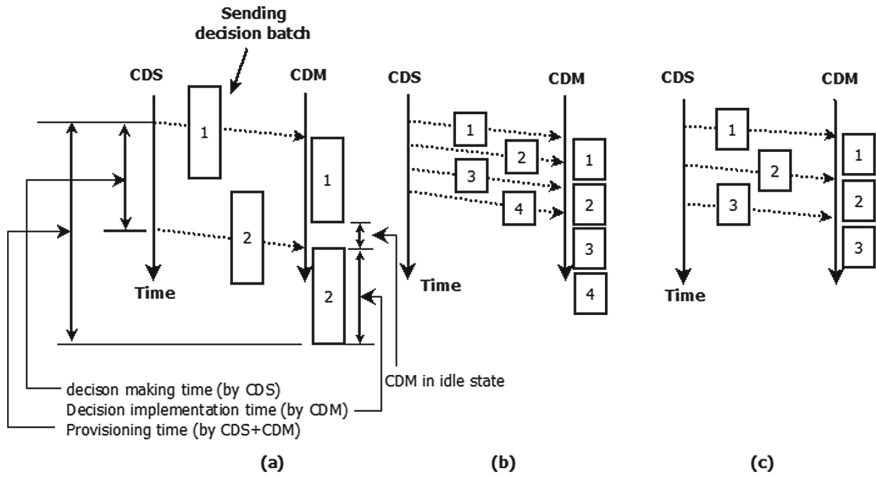 Sending
decision batch
CDS
CDM
1
1
2
2
Time
decison making time (by CDS)
Decision implementation time (by CDM)
Provisioning time (by CDS+CDM)
CDM in idle state
(a)
CDS
CDM
1
2
3
4
1
2
3
4
Time
(b)
CDS
CDM
1
2
3
1
2
3
Time
(c)